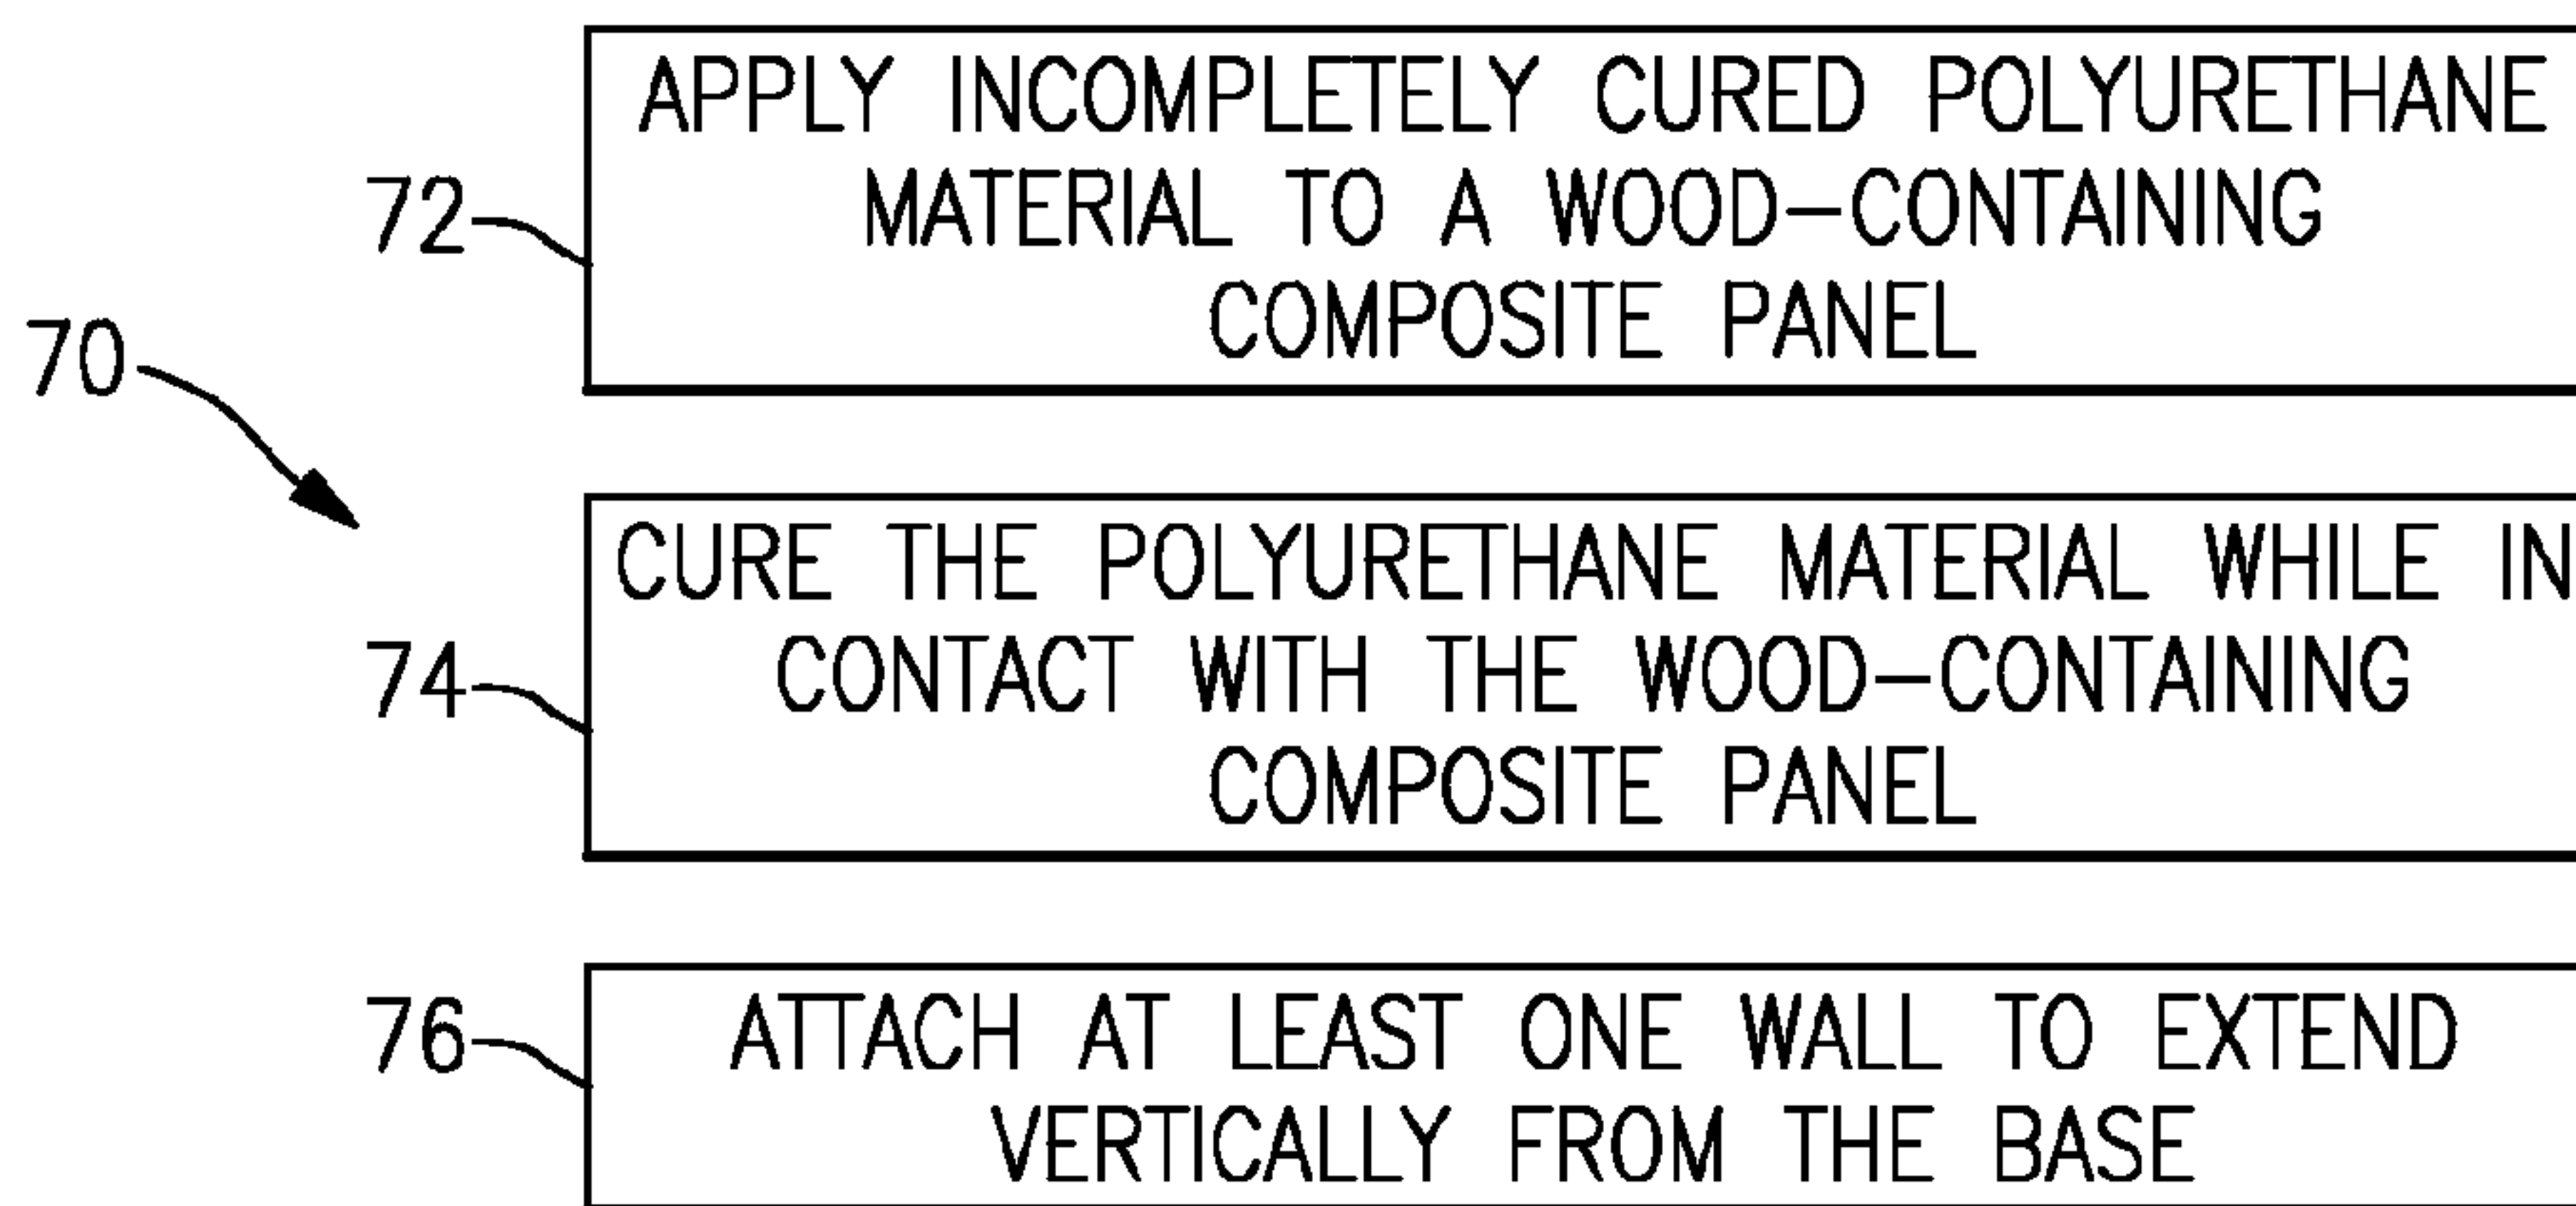 APPLY INCOMPLETELY CURED POLYURETHANE
MATERIAL TO A WOOD-CONTAINING
COMPOSITE PANEL
72
70
CURE THE POLYURETHANE MATERIAL WHILE IN
CONTACT WITH THE WOOD-CONTAINING
COMPOSITE PANEL
74
ATTACH AT LEAST ONE WALL TO EXTEND
VERTICALLY FROM THE BASE
76